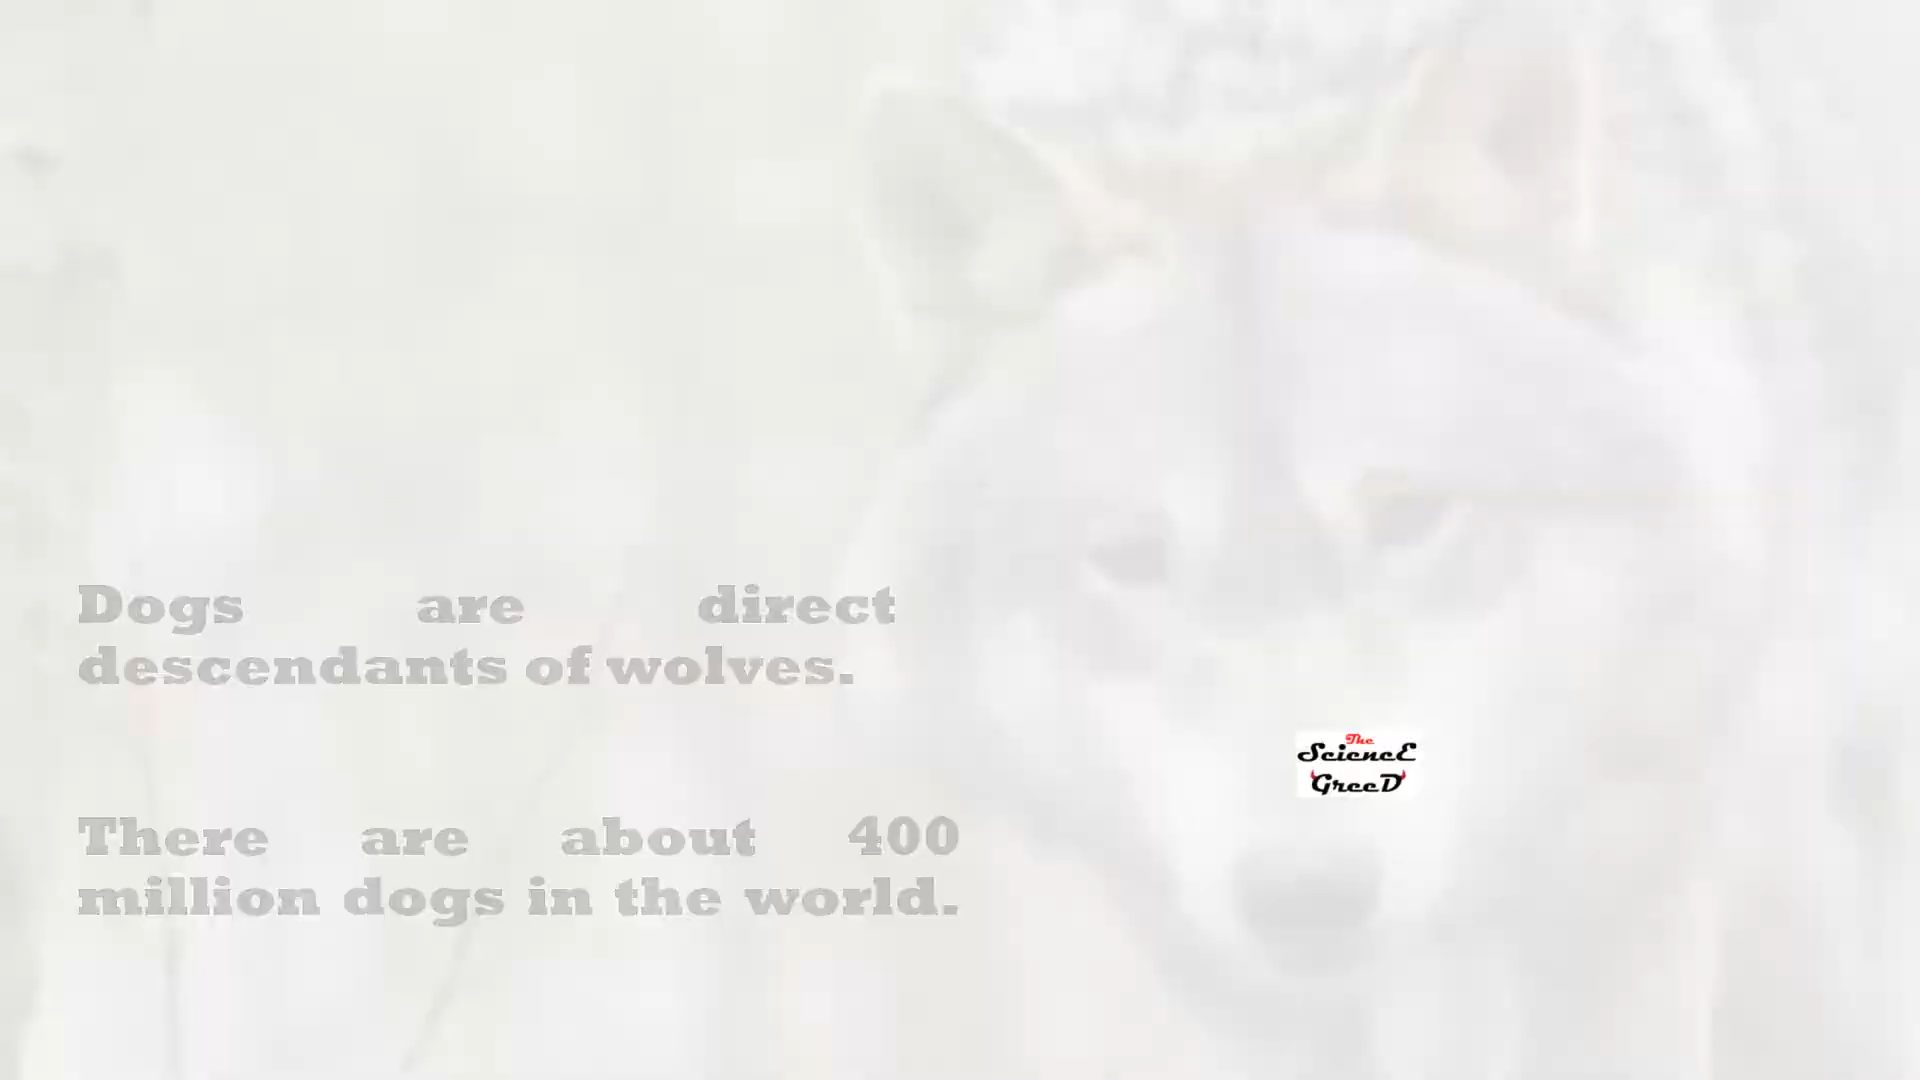 Dogs are direct
descendants of wolves.
The
SciencE
GreeD
There are about 400
million dogs in the world.